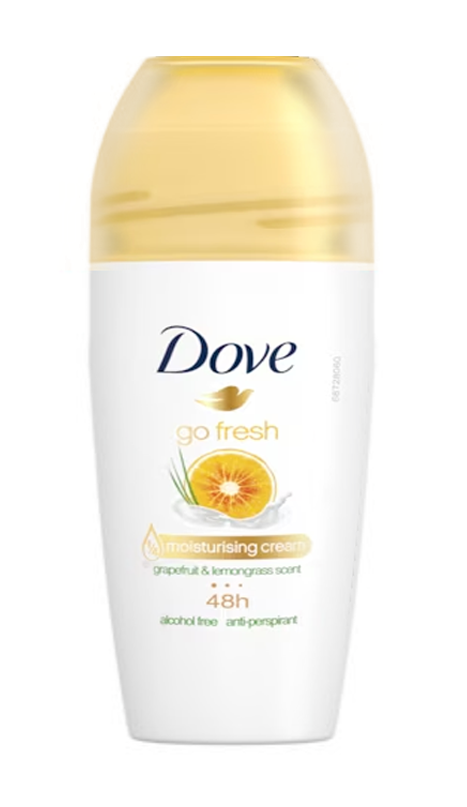 Dove
go fresh
moisturising cream
grapefruit & lemongrass scent
48h
alcohol free anti-perspirant